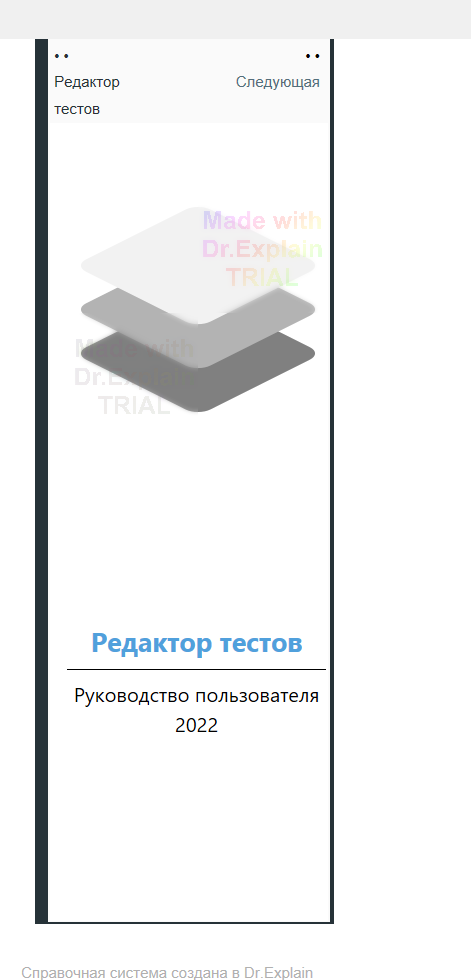 Редактор
тестов
Следующая
Made with
Dr.Explain
TRIAL
Made with
Dr.Explain
TRIAL
Редактор тестов
Руководство пользователя
2022
Справочная система создана в Dr.Explain